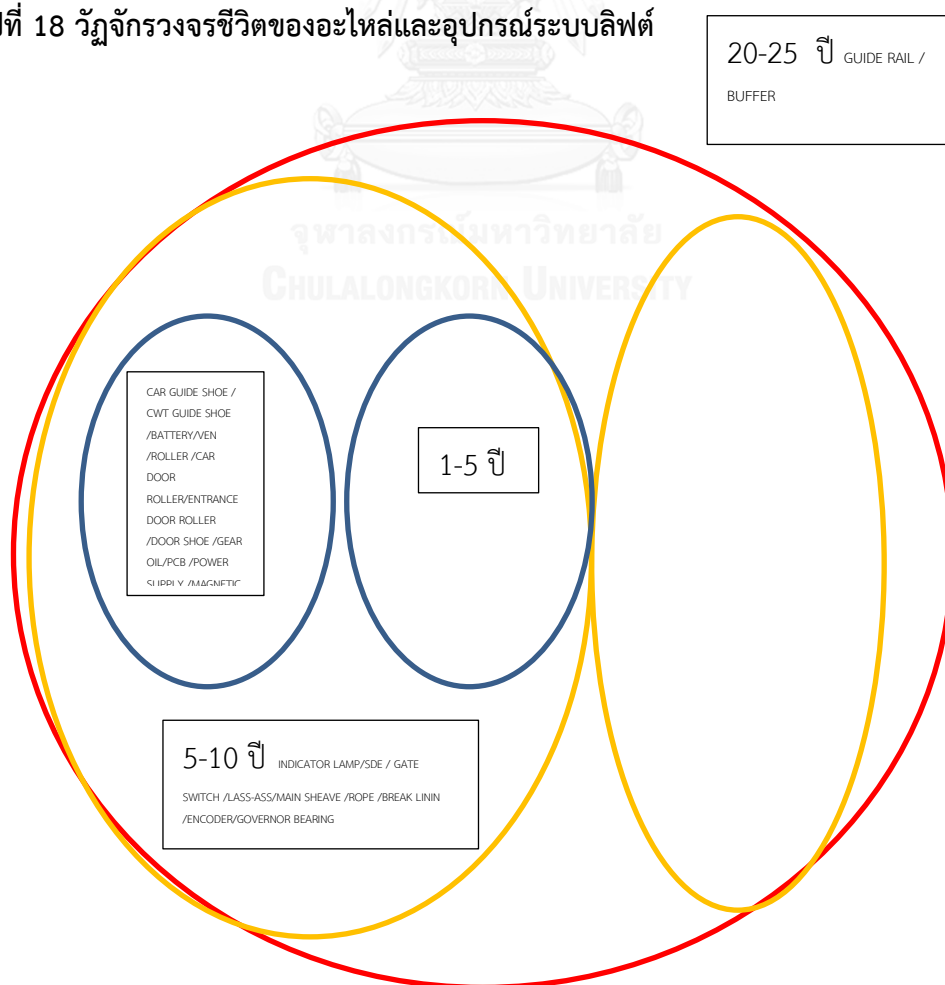 ที่ 18 วัฏจักรวงจรชีวิตของอะไหล่และอุปกรณ์ระบบลิฟต์
20-25 ปี GUIDE RAIL /
BUFFER
จุฬาลงกรณ์มหาวิทยาลัย
CHULALONGKORN UNIVERSITY
CAR GUIDE SHOE /
CWT GUIDE SHOE
/BATTERY/VEN
/ROLLER /CAR
DOOR
ROLLER/ENTRANCE
DOOR ROLLER
/DOOR SHOE /GEAR
OIL/PCB /POWER
SUPPLY /MAGNETIC
1-5 ปี
5-10 ปี INDICATOR LAMP/SDE / GATE
SWITCH /LASS-ASS/MAIN SHEAVE /ROPE /BREAK LININ
/ENCODER/GOVERNOR BEARING